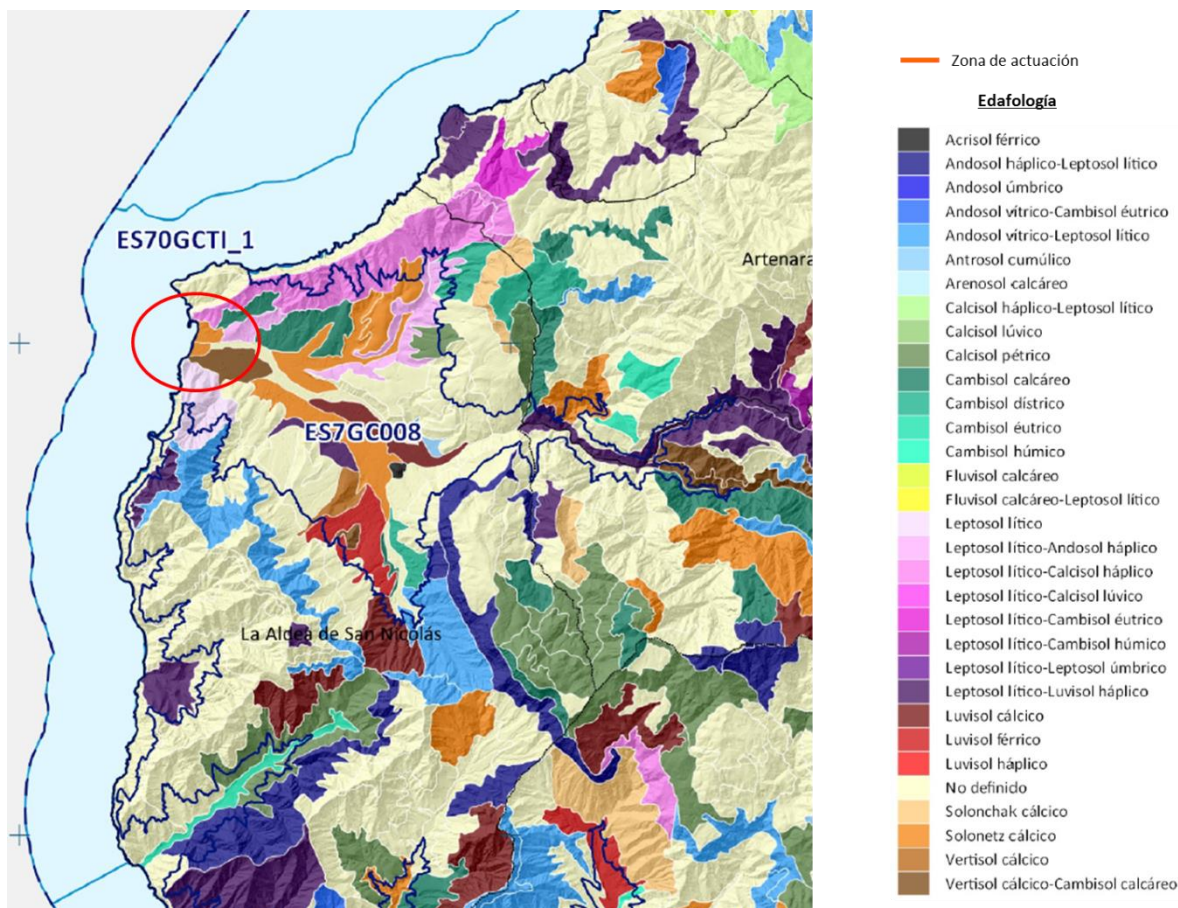 ES70GCTI_1
Artenara
ES7GC008
La Aldea de San Nicolás
Zona de actuación
Edafología
Acrisol férrico
Andosol háplico-Leptosol lítico
Andosol úmbrico
Andosol vítrico-Cambisol éutrico
Andosol vítrico-Leptosol lítico
Antrosol cumúlico
Arenosol calcáreo
Calcisol háplico-Leptosol lítico
Calcisol lúvico
Calcisol pétrico
Cambisol calcáreo
Cambisol dístrico
Cambisol éutrico
Cambisol húmico
Fluvisol calcáreo
Fluvisol calcáreo-Leptosol lítico
Leptosol lítico
Leptosol lítico-Andosol háplico
Leptosol lítico-Calcisol háplico
Leptosol lítico-Calcisol lúvico
Leptosol lítico-Cambisol éutrico
Leptosol lítico-Cambisol húmico
Leptosol lítico-Leptosol úmbrico
Leptosol lítico-Luvisol háplico
Luvisol cálcico
Luvisol férrico
Luvisol háplico
No definido
Solonchak cálcico
Solonetz cálcico
Vertisol cálcico
Vertisol cálcico-Cambisol calcáreo